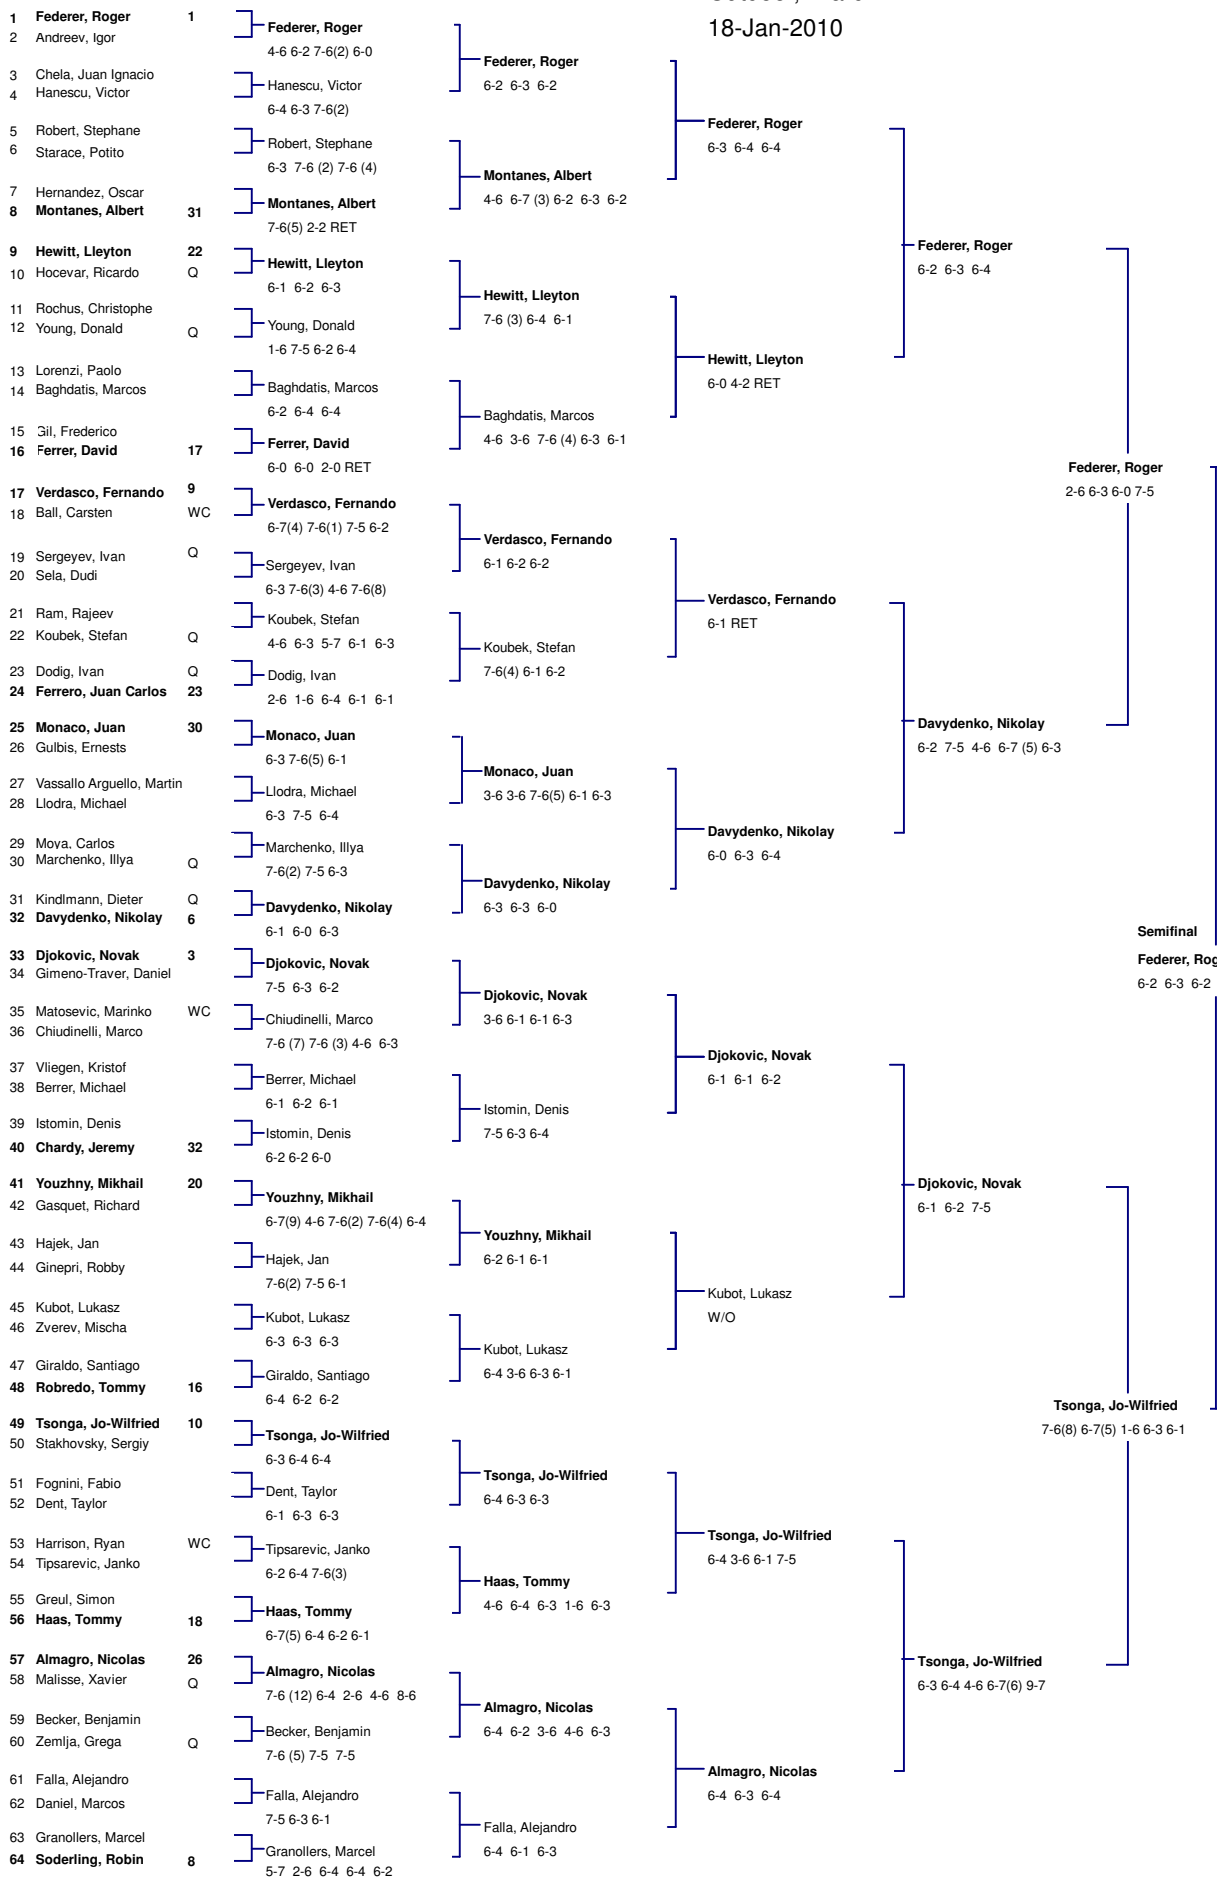 18-Jan-2010
1 Federer, Roger 1
2 Andreev, Igor
3 Chela, Juan Ignacio
4 Hanescu, Victor
5 Robert, Stephane
6 Starace, Potito
7 Hernandez, Oscar
8 Montanes, Albert 31
9 Hewitt, Lleyton 22
10 Hocevar, Ricardo Q
11 Rochus, Christophe
12 Young, Donald Q
13 Lorenzi, Paolo
14 Baghdatis, Marcos
15 Gil, Frederico
16 Ferrer, David 17
17 Verdasco, Fernando 9
18 Ball, Carsten WC
19 Sergeyev, Ivan Q
20 Sela, Dudi
21 Ram, Rajeev
22 Koubek, Stefan Q
23 Dodig, Ivan Q
24 Ferrero, Juan Carlos 23
25 Monaco, Juan 30
26 Gulbis, Ernests
27 Vassallo Arguello, Martin
28 Llodra, Michael
29 Moya, Carlos
30 Marchenko, Illya Q
31 Kindlmann, Dieter Q
32 Davydenko, Nikolay 6
33 Djokovic, Novak 3
34 Gimeno-Traver, Daniel
35 Matosevic, Marinko WC
36 Chiudinelli, Marco
37 Vliegen, Kristof
38 Berrer, Michael
39 Istomin, Denis
40 Chardy, Jeremy 32
41 Youzhny, Mikhail 20
42 Gasquet, Richard
43 Hajek, Jan
44 Ginepri, Robby
45 Kubot, Lukasz
46 Zverev, Mischa
47 Giraldo, Santiago
48 Robredo, Tommy 16
49 Tsonga, Jo-Wilfried 10
50 Stakhovsky, Sergiy
51 Fognini, Fabio
52 Dent, Taylor
53 Harrison, Ryan WC
54 Tipsarevic, Janko
55 Greul, Simon
56 Haas, Tommy 18
57 Almagro, Nicolas 26
58 Malisse, Xavier Q
59 Becker, Benjamin
60 Zemlja, Grega Q
61 Falla, Alejandro
62 Daniel, Marcos
63 Granollers, Marcel
64 Soderling, Robin 8
Federer, Roger
4-6 6-2 7-6(2) 6-0
Hanescu, Victor
6-4 6-3 7-6(2)
Robert, Stephane
6-3 7-6 (2) 7-6 (4)
Montanes, Albert
7-6(5) 2-2 RET
Hewitt, Lleyton
6-1 6-2 6-3
Young, Donald
1-6 7-5 6-2 6-4
Baghdatis, Marcos
6-2 6-4 6-4
Ferrer, David
6-0 6-0 2-0 RET
Verdasco, Fernando
6-7(4) 7-6(1) 7-5 6-2
Sergeyev, Ivan
6-3 7-6(3) 4-6 7-6(8)
Koubek, Stefan
4-6 6-3 5-7 6-1 6-3
Dodig, Ivan
2-6 1-6 6-4 6-1 6-1
Monaco, Juan
6-3 7-6(5) 6-1
Llodra, Michael
6-3 7-5 6-4
Marchenko, Illya
7-6(2) 7-5 6-3
Davydenko, Nikolay
6-1 6-0 6-3
Djokovic, Novak
7-5 6-3 6-2
Chiudinelli, Marco
7-6 (7) 7-6 (3) 4-6 6-3
Berrer, Michael
6-1 6-2 6-1
Istomin, Denis
6-2 6-2 6-0
Youzhny, Mikhail
6-7(9) 4-6 7-6(2) 7-6(4) 6-4
Hajek, Jan
7-6(2) 7-5 6-1
Kubot, Lukasz
6-3 6-3 6-3
Giraldo, Santiago
6-4 6-2 6-2
Tsonga, Jo-Wilfried
6-3 6-4 6-4
Dent, Taylor
6-1 6-3 6-3
Tipsarevic, Janko
6-2 6-4 7-6(3)
Haas, Tommy
6-7(5) 6-4 6-2 6-1
Almagro, Nicolas
7-6 (12) 6-4 2-6 4-6 8-6
Becker, Benjamin
7-6 (5) 7-5 7-5
Falla, Alejandro
7-5 6-3 6-1
Granollers, Marcel
5-7 2-6 6-4 6-4 6-2
Federer, Roger
6-2 6-3 6-2
Montanes, Albert
4-6 6-7 (3) 6-2 6-3 6-2
Hewitt, Lleyton
7-6 (3) 6-4 6-1
Baghdatis, Marcos
4-6 3-6 7-6 (4) 6-3 6-1
Verdasco, Fernando
6-1 6-2 6-2
Koubek, Stefan
7-6(4) 6-1 6-2
Monaco, Juan
3-6 3-6 7-6(5) 6-1 6-3
Davydenko, Nikolay
6-3 6-3 6-0
Djokovic, Novak
3-6 6-1 6-1 6-3
Istomin, Denis
7-5 6-3 6-4
Youzhny, Mikhail
6-2 6-1 6-1
Kubot, Lukasz
6-4 3-6 6-3 6-1
Tsonga, Jo-Wilfried
6-4 6-3 6-3
Haas, Tommy
4-6 6-4 6-3 1-6 6-3
Almagro, Nicolas
6-4 6-2 3-6 4-6 6-3
Falla, Alejandro
6-4 6-1 6-3
Federer, Roger
6-3 6-4 6-4
Hewitt, Lleyton
6-0 4-2 RET
Verdasco, Fernando
6-1 RET
Davydenko, Nikolay
6-0 6-3 6-4
Djokovic, Novak
6-1 6-1 6-2
Kubot, Lukasz
W/O
Tsonga, Jo-Wilfried
6-4 3-6 6-1 7-5
Almagro, Nicolas
6-4 6-3 6-4
Federer, Roger
6-2 6-3 6-4
Davydenko, Nikolay
6-2 7-5 4-6 6-7 (5) 6-3
Djokovic, Novak
6-1 6-2 7-5
Tsonga, Jo-Wilfried
6-3 6-4 4-6 6-7(6) 9-7
Federer, Roger
2-6 6-3 6-0 7-5
Tsonga, Jo-Wilfried
7-6(8) 6-7(5) 1-6 6-3 6-1
Semifinal
Federer, Rog
6-2 6-3 6-2